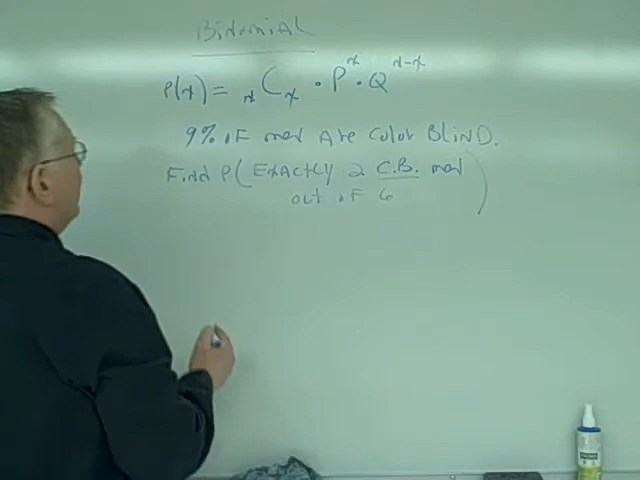 Binomial
P(x) = nCx · P^x · Q^n-x
9% of men are color blind.
Find P(Exactly 2 C.B. men
out of 6)